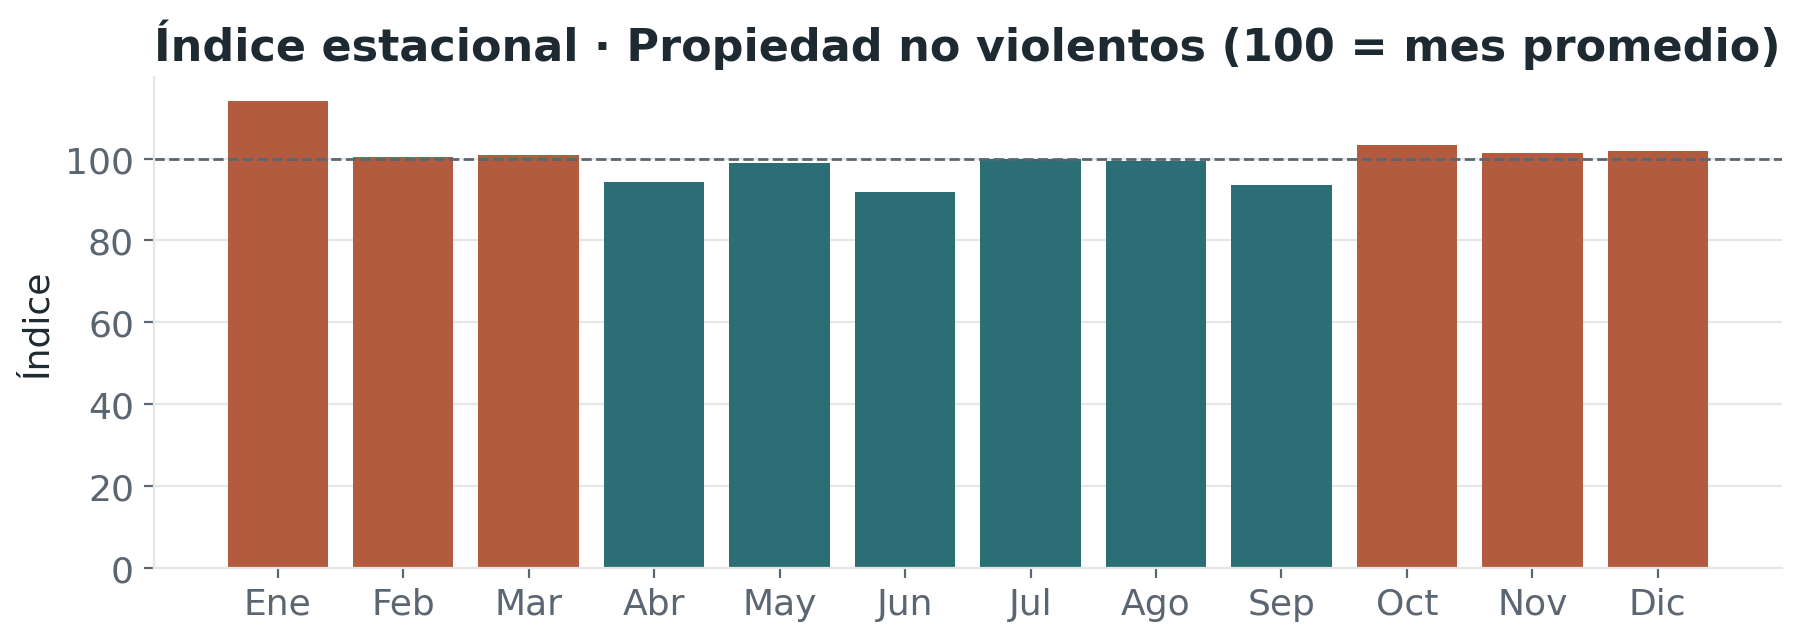 Índice estacional · Propiedad no violentos (100 = mes promedio)
Índice
100
80
60
40
20
0
Ene Feb Mar Abr May Jun Jul Ago Sep Oct Nov Dic